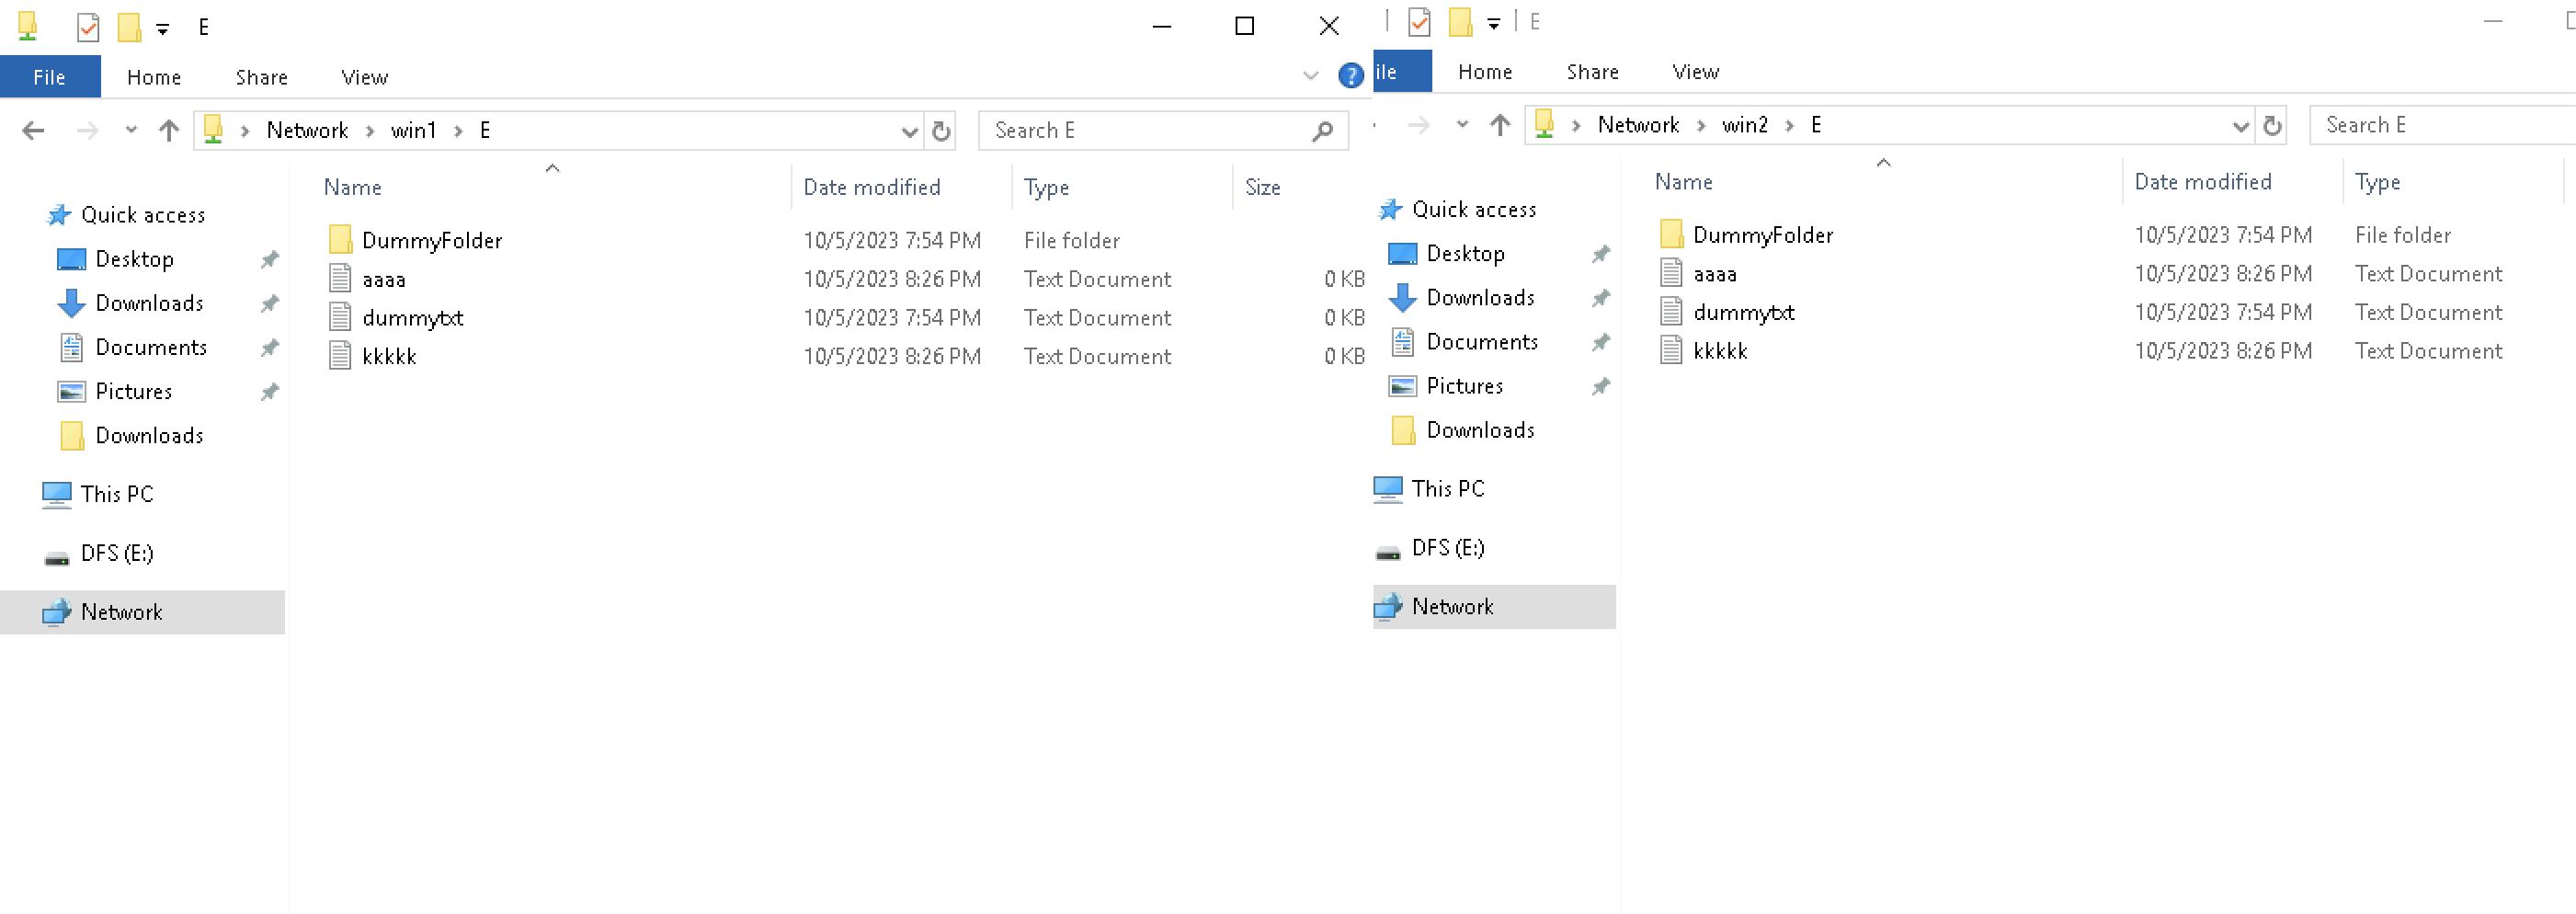 E
File Home Share View
Network > win1 > E
Search E
Name Date modified Type Size
Quick access
Desktop
Downloads
Documents
Pictures
Downloads
This PC
DFS (E:)
Network
DummyFolder 10/5/2023 7:54 PM File folder
aaaa 10/5/2023 8:26 PM Text Document 0 KB
dummytxt 10/5/2023 7:54 PM Text Document 0 KB
kkkkk 10/5/2023 8:26 PM Text Document 0 KB
E
ile Home Share View
Network > win2 > E
Search E
Name Date modified Type
Quick access
Desktop
Downloads
Documents
Pictures
Downloads
This PC
DFS (E:)
Network
DummyFolder 10/5/2023 7:54 PM File folder
aaaa 10/5/2023 8:26 PM Text Document
dummytxt 10/5/2023 7:54 PM Text Document
kkkkk 10/5/2023 8:26 PM Text Document